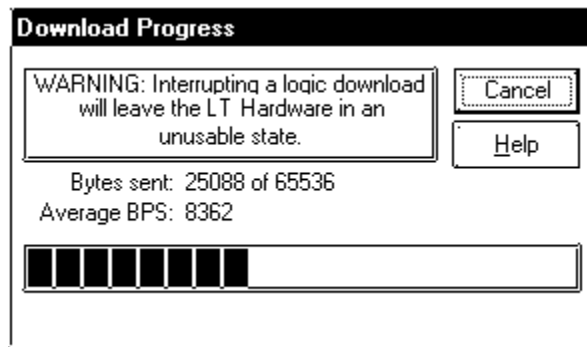 Download Progress
WARNING: Interrupting a logic download
will leave the LT Hardware in an
unusable state.
Cancel
Help
Bytes sent: 25088 of 65536
Average BPS: 8362